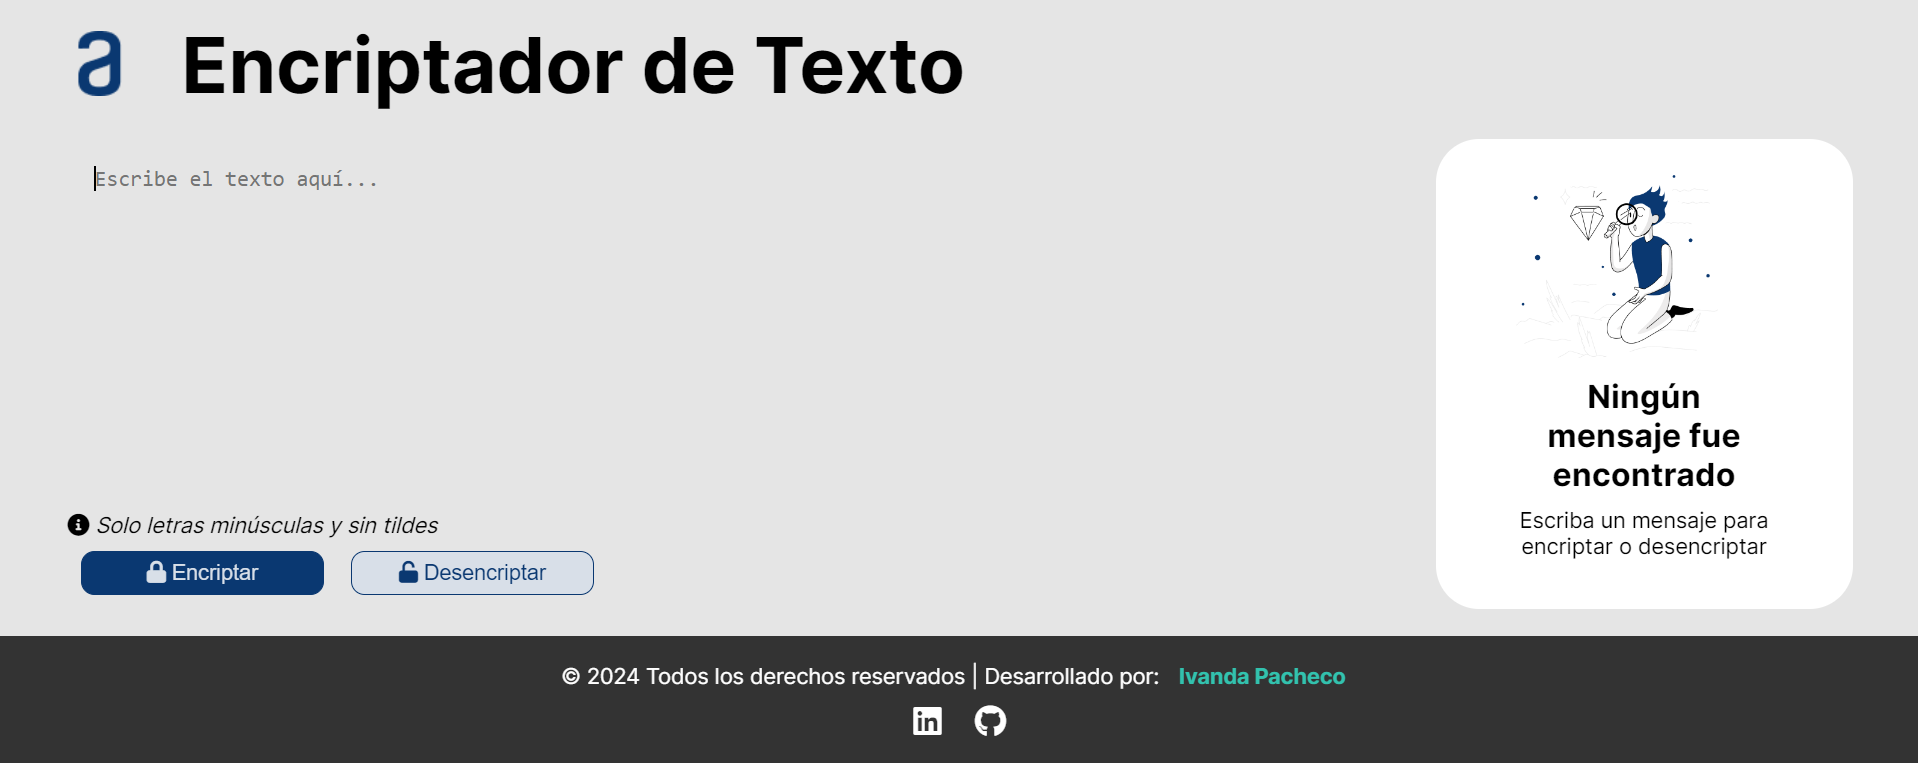 a Encriptador de Texto
Escribe el texto aquí...
Ningún
mensaje fue
encontrado
Escriba un mensaje para
encriptar o desencriptar
Solo letras minúsculas y sin tildes
Encriptar Desencriptar
© 2024 Todos los derechos reservados | Desarrollado por: Ivanda Pacheco
in